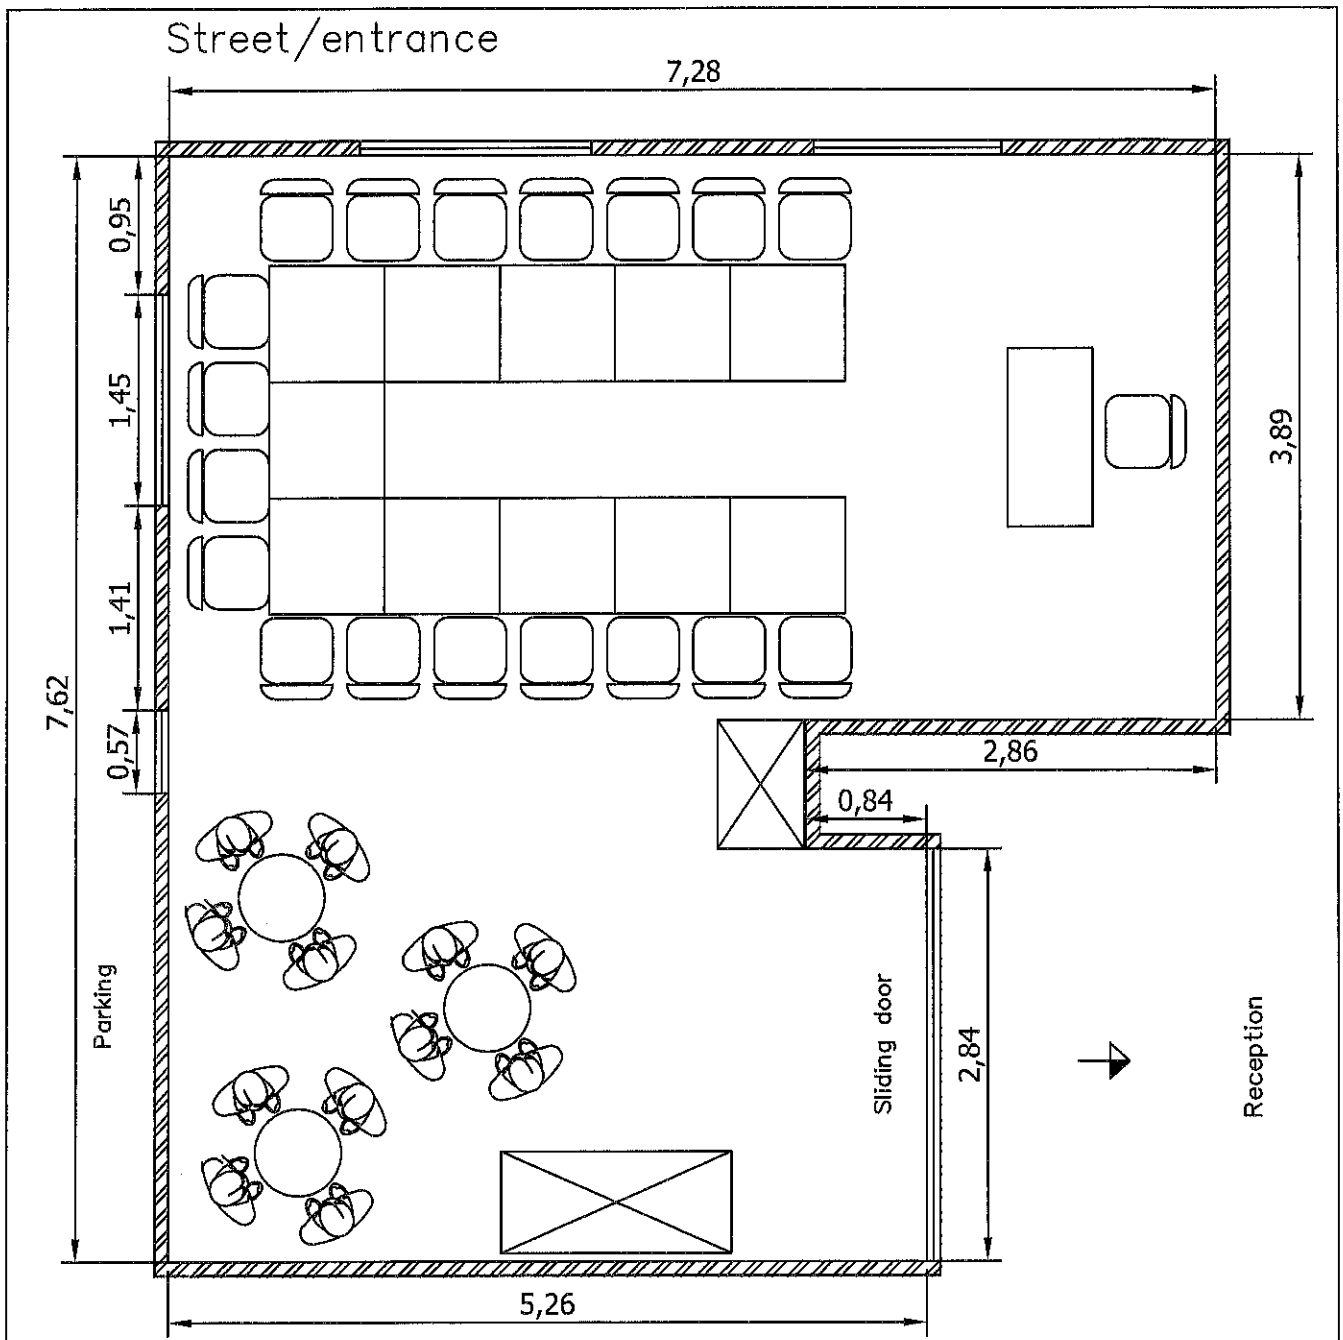 Street/entrance
7,28
0,95
1,45
3,89
1,41
7,62
0,57
2,86
0,84
Parking
Sliding door
2,84
Reception
5,26